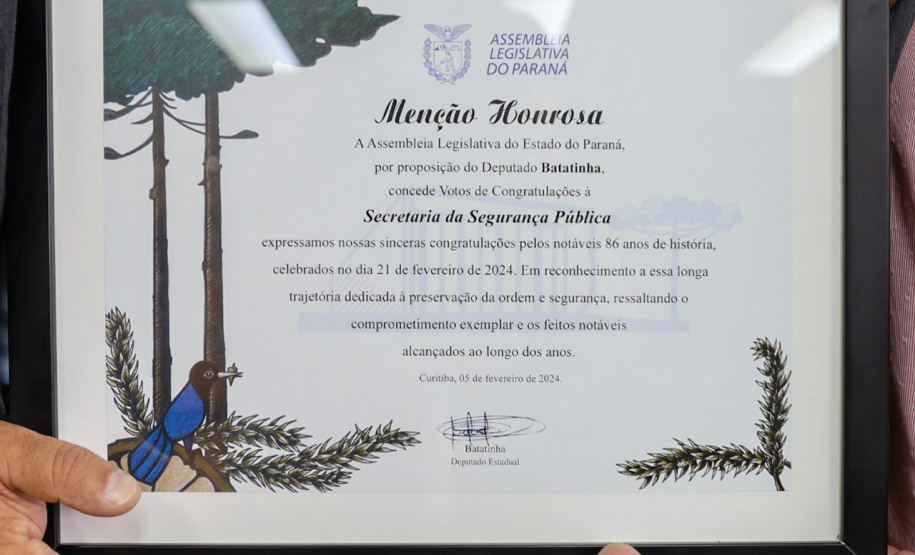 ASSEMBLEIA
LEGISLATIVA
DO PARANÁ
Menção Honrosa
A Assembleia Legislativa do Estado do Paraná,
por proposição do Deputado Batatinha,
concede Votos de Congratulações à
Secretaria da Segurança Pública
expressamos nossas sinceras congratulações pelos notáveis 86 anos de história,
celebrados no dia 21 de fevereiro de 2024. Em reconhecimento a essa longa
trajetória dedicada à preservação da ordem e segurança, ressaltando o
comprometimento exemplar e os feitos notáveis
alcançados ao longo dos anos.
Curitiba, 05 de fevereiro de 2024.
Batatinha
Deputado Estadual